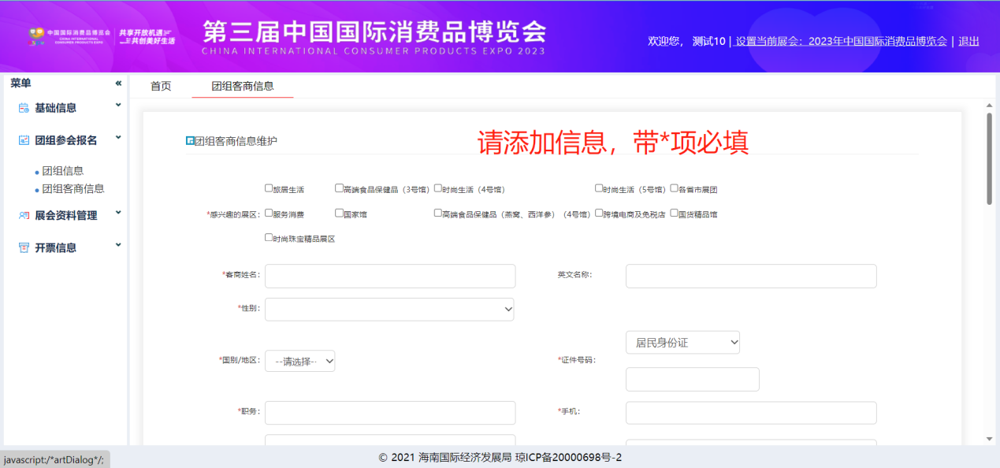 中国国际消费品博览会
CHINA INTERNATIONAL
CONSUMER PRODUCTS EXPO
共享开放机遇
共创美好生活
第三届中国国际消费品博览会
CHINA INTERNATIONAL CONSUMER PRODUCTS EXPO 2023
欢迎您， 测试10 | 设置当前展会：2023年中国国际消费品博览会 | 退出
菜单 «
首页 团组客商信息
基础信息
团组参会报名
团组信息
团组客商信息
展会资料管理
开票信息
团组客商信息维护
请添加信息，带*项必填
旅居生活 高端食品保健品（3号馆） 时尚生活（4号馆） 时尚生活（5号馆） 各省市展团
*感兴趣的展区： 服务消费 国家馆 高端食品保健品（燕窝、西洋参）（4号馆） 跨境电商及免税店 国货精品馆
时尚珠宝精品展区
*客商姓名： 英文名称：
*性别：
居民身份证
*国别/地区： --请选择-- *证件号码：
*职务： *手机：
javascript:/*artDialog*/;
© 2021 海南国际经济发展局 琼ICP备20000698号-2